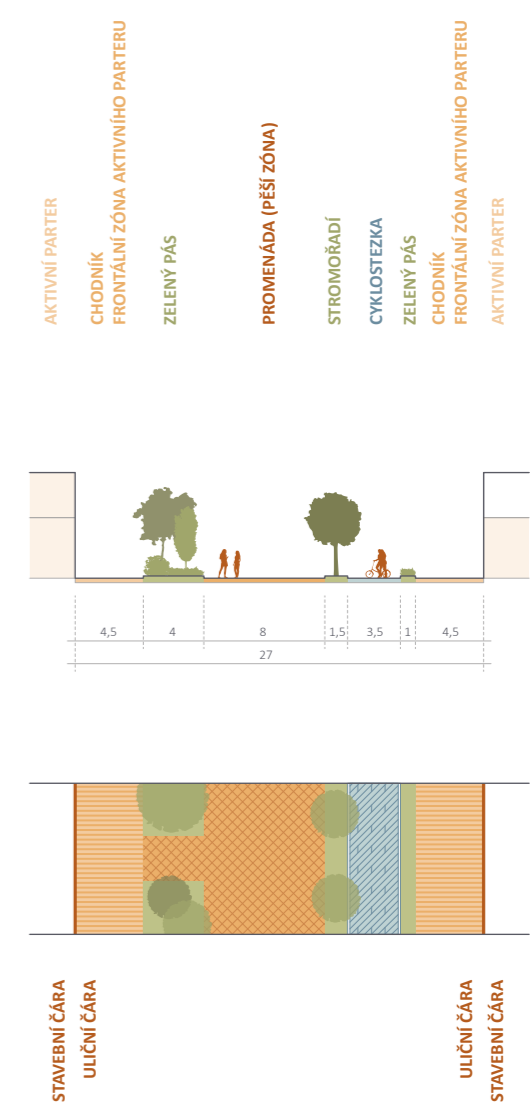 AKTIVNÍ PARTER
CHODNÍK
FRONTÁLNÍ ZÓNA AKTIVNÍHO PARTERU
ZELENÝ PÁS
PROMENÁDA (PĚŠÍ ZÓNA)
STROMOŘADÍ
CYKLOSTEZKA
ZELENÝ PÁS
CHODNÍK
FRONTÁLNÍ ZÓNA AKTIVNÍHO PARTERU
AKTIVNÍ PARTER
4,5 4 8 1,5 3,5 1 4,5
27
STAVEBNÍ ČÁRA
ULIČNÍ ČÁRA
ULIČNÍ ČÁRA
STAVEBNÍ ČÁRA